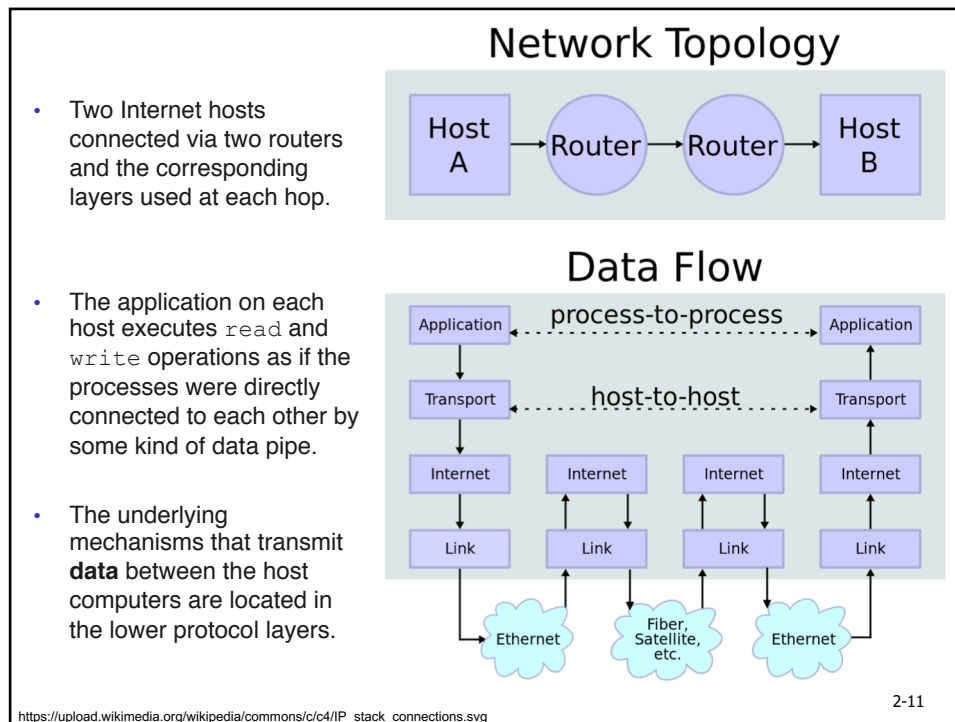 Network Topology
• Two Internet hosts
connected via two routers
and the corresponding
layers used at each hop.
Host
A
Router
Router
Host
B
Data Flow
• The application on each
host executes read and
write operations as if the
processes were directly
connected to each other by
some kind of data pipe.
• The underlying
mechanisms that transmit
data between the host
computers are located in
the lower protocol layers.
Application
process-to-process
Application
Transport
host-to-host
Transport
Internet
Internet
Internet
Internet
Link
Link
Link
Link
Ethernet
Fiber,
Satellite,
etc.
Ethernet
2-11
https://upload.wikimedia.org/wikipedia/commons/c/c4/IP_stack_connections.svg